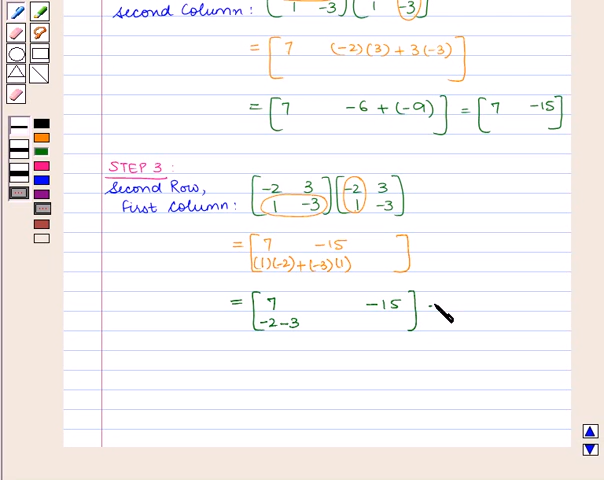 Second Column: [1 -3] [1 -3]
= [7 (-2)(3) + 3(-3)]
= [7 -6 + (-9)] = [7 -15]
STEP 3:
Second Row,
First Column: [-2 3 [-2 3
1 -3] 1 -3]
= [7 -15
(1)(-2)+(-3)(1) ]
= [7 -15]
-2-3